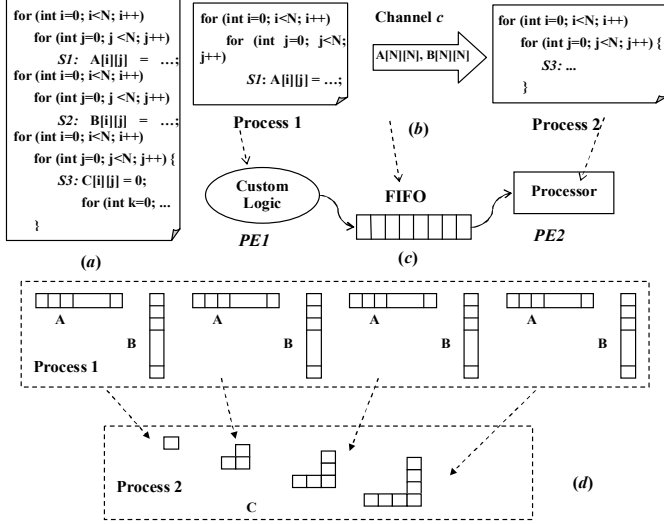 for (int i=0; i<N; i++)
for (int j=0; j <N; j++)
S1: A[i][j] = …;
for (int i=0; i<N; i++)
for (int j=0; j <N; j++)
S2: B[i][j] = …;
for (int i=0; i<N; i++)
for (int j=0; j<N; j++) {
S3: C[i][j] = 0;
for (int k=0; ...
}
(a)
for (int i=0; i<N; i++)
for (int j=0; j<N;
j++)
S1: A[i][j] = …;
Process 1
Channel c
A[N][N], B[N][N]
(b)
for (int i=0; i<N; i++)
for (int j=0; j<N; j++) {
S3: ...
}
Process 2
Custom
Logic
PE1
FIFO
(c)
Processor
PE2
A
B
A
B
A
B
A
B
Process 1
Process 2
C
(d)